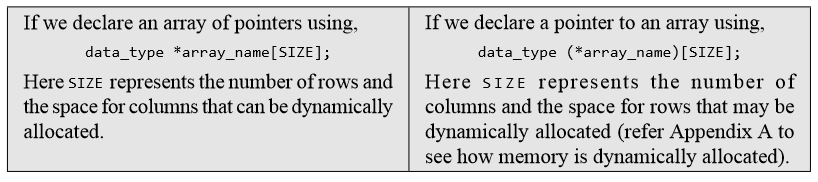 If we declare an array of pointers using,
data_type *array_name[SIZE];
Here SIZE represents the number of rows and
the space for columns that can be dynamically
allocated.
If we declare a pointer to an array using,
data_type (*array_name)[SIZE];
Here SIZE represents the number of
columns and the space for rows that may be
dynamically allocated (refer Appendix A to
see how memory is dynamically allocated).